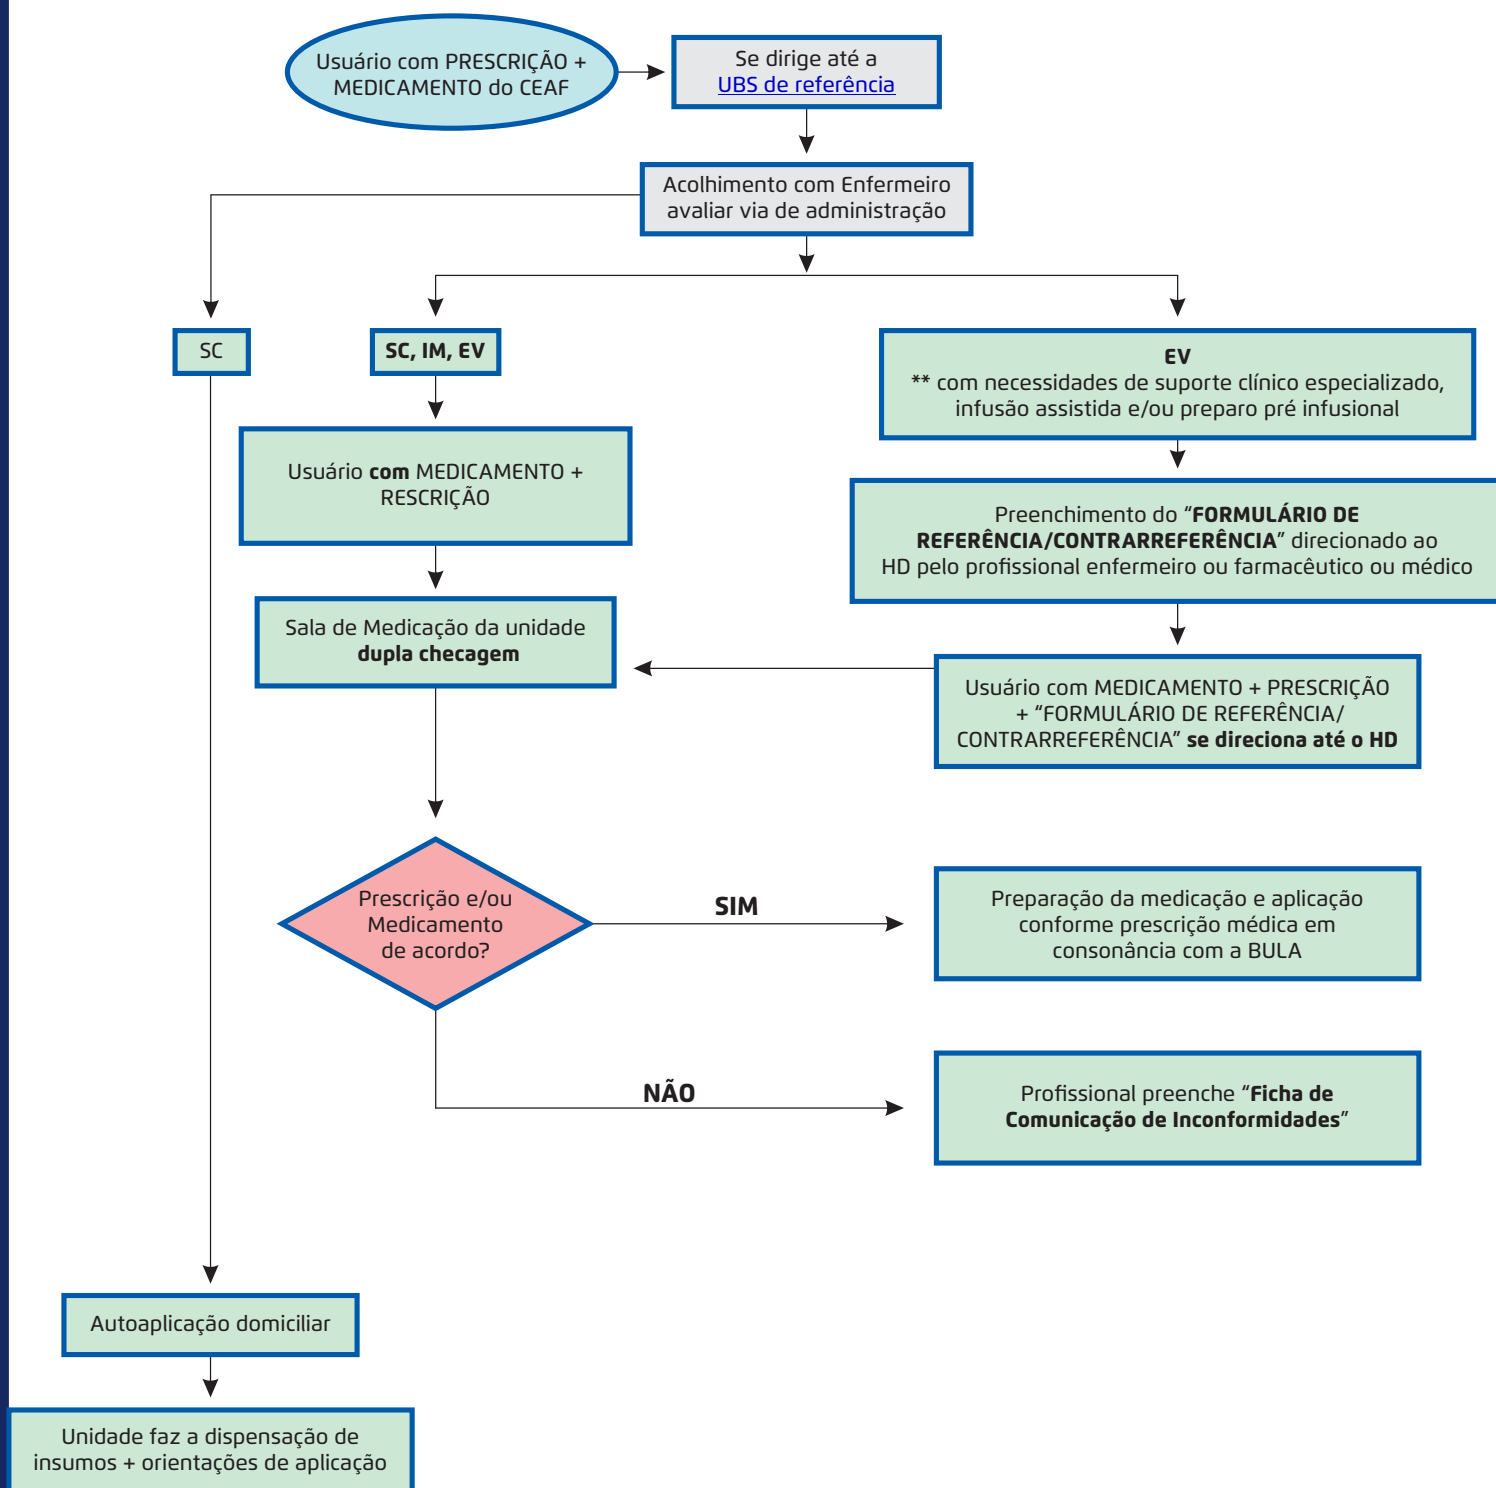 Usuário com PRESCRIÇÃO +
MEDICAMENTO do CEAF
Se dirige até a
UBS de referência
Acolhimento com Enfermeiro
avaliar via de administração
SC
SC, IM, EV
EV
** com necessidades de suporte clínico especializado,
infusão assistida e/ou preparo pré infusional
Usuário com MEDICAMENTO +
RESCRIÇÃO
Preenchimento do “FORMULÁRIO DE
REFERÊNCIA/CONTRARREFERÊNCIA” direcionado ao
HD pelo profissional enfermeiro ou farmacêutico ou médico
Sala de Medicação da unidade
dupla checagem
Usuário com MEDICAMENTO + PRESCRIÇÃO
+ “FORMULÁRIO DE REFERÊNCIA/
CONTRARREFERÊNCIA” se direciona até o HD
Prescrição e/ou
Medicamento
de acordo?
SIM
Preparação da medicação e aplicação
conforme prescrição médica em
consonância com a BULA
NÃO
Profissional preenche “Ficha de
Comunicação de Inconformidades”
Autoaplicação domiciliar
Unidade faz a dispensação de
insumos + orientações de aplicação